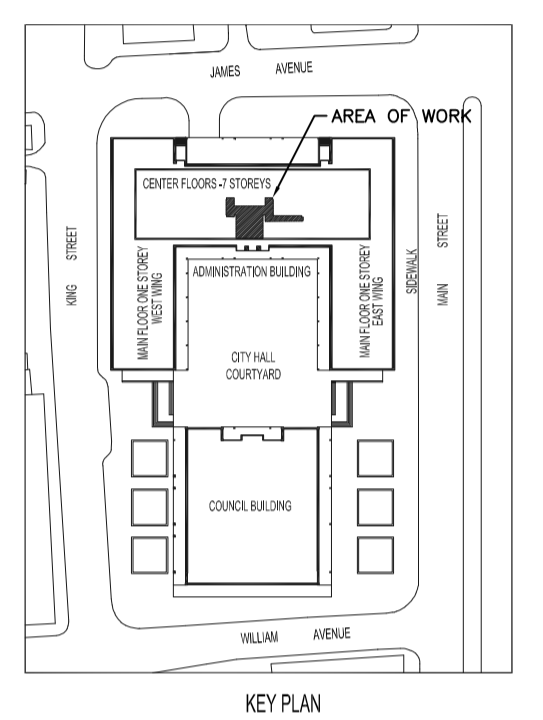 JAMES AVENUE
AREA OF WORK
CENTER FLOORS -7 STOREYS
KING STREET
MAIN FLOOR ONE STOREY
WEST WING
ADMINISTRATION BUILDING
MAIN FLOOR ONE STOREY
EAST WING
SIDEWALK
MAIN STREET
CITY HALL
COURTYARD
COUNCIL BUILDING
WILLIAM AVENUE
KEY PLAN